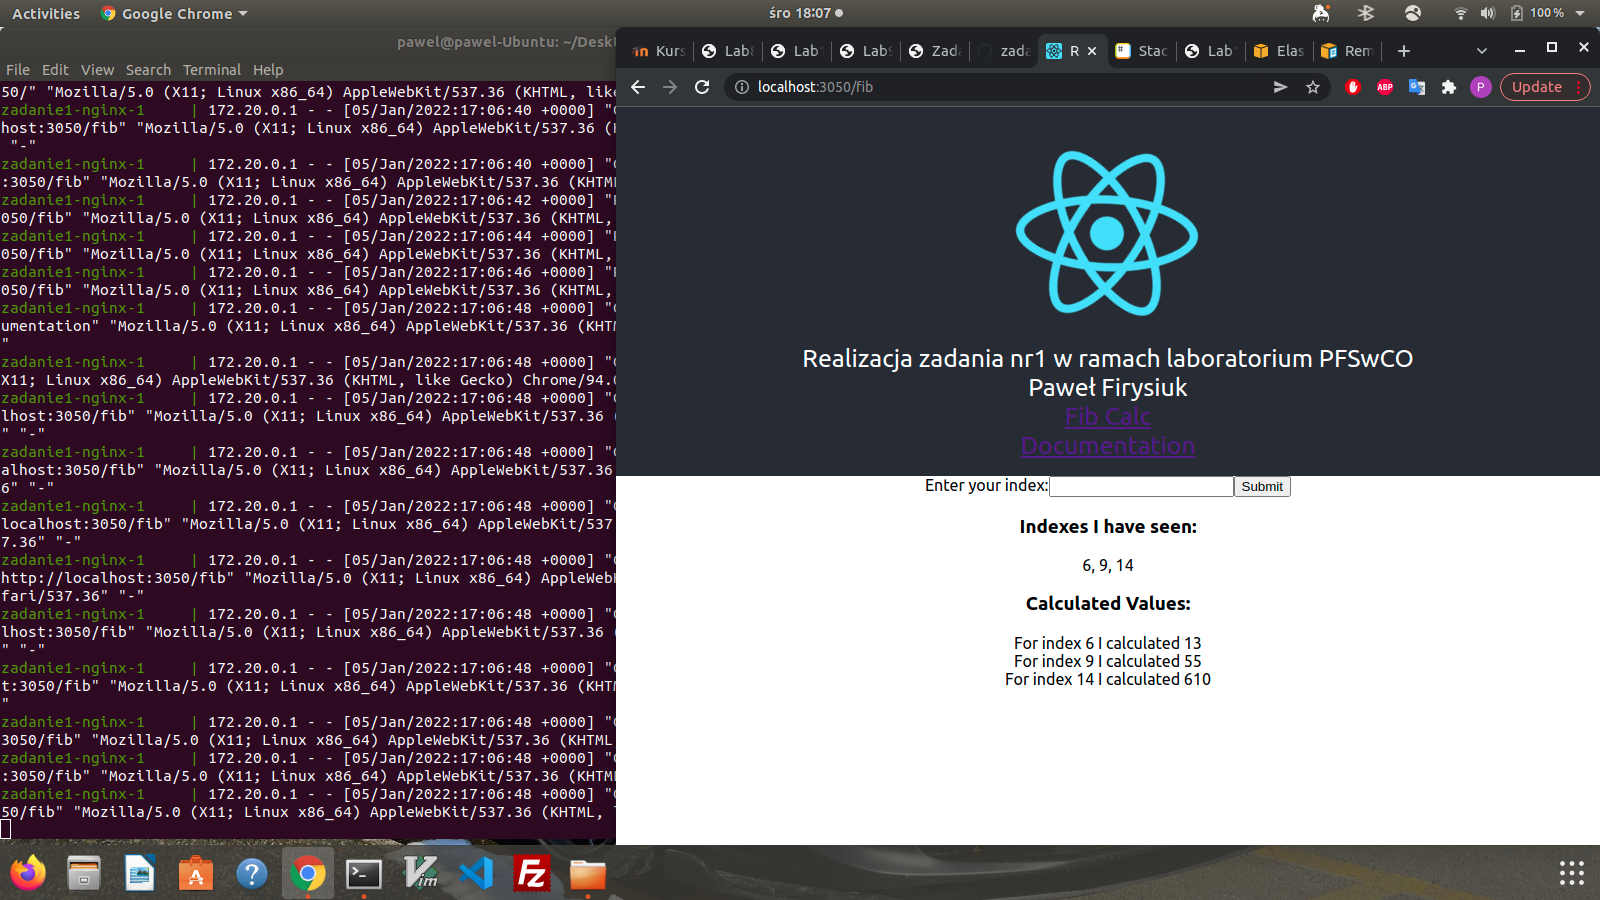 Activities
Google Chrome
śro 18:07
100 %
pawel@pawel-Ubuntu: ~/Deskt
File Edit View Search Terminal Help
50/" "Mozilla/5.0 (X11; Linux x86_64) AppleWebKit/537.36 (KHTML, like
zadanie1-nginx-1 | 172.20.0.1 - - [05/Jan/2022:17:06:40 +0000] "G
host:3050/fib" "Mozilla/5.0 (X11; Linux x86_64) AppleWebKit/537.36 (K
"-"
zadanie1-nginx-1 | 172.20.0.1 - - [05/Jan/2022:17:06:40 +0000] "G
:3050/fib" "Mozilla/5.0 (X11; Linux x86_64) AppleWebKit/537.36 (KHTM
zadanie1-nginx-1 | 172.20.0.1 - - [05/Jan/2022:17:06:42 +0000] "
050/fib" "Mozilla/5.0 (X11; Linux x86_64) AppleWebKit/537.36 (KHTML,
zadanie1-nginx-1 | 172.20.0.1 - - [05/Jan/2022:17:06:44 +0000] "
050/fib" "Mozilla/5.0 (X11; Linux x86_64) AppleWebKit/537.36 (KHTML,
zadanie1-nginx-1 | 172.20.0.1 - - [05/Jan/2022:17:06:46 +0000] "
050/fib" "Mozilla/5.0 (X11; Linux x86_64) AppleWebKit/537.36 (KHTML,
zadanie1-nginx-1 | 172.20.0.1 - - [05/Jan/2022:17:06:48 +0000] "G
umentation" "Mozilla/5.0 (X11; Linux x86_64) AppleWebKit/537.36 (KHTM
"
zadanie1-nginx-1 | 172.20.0.1 - - [05/Jan/2022:17:06:48 +0000] "G
X11; Linux x86_64) AppleWebKit/537.36 (KHTML, like Gecko) Chrome/94.0
zadanie1-nginx-1 | 172.20.0.1 - - [05/Jan/2022:17:06:48 +0000] "G
lhost:3050/fib" "Mozilla/5.0 (X11; Linux x86_64) AppleWebKit/537.36 (
" "-"
zadanie1-nginx-1 | 172.20.0.1 - - [05/Jan/2022:17:06:48 +0000] "G
alhost:3050/fib" "Mozilla/5.0 (X11; Linux x86_64) AppleWebKit/537.36
6" "-"
zadanie1-nginx-1 | 172.20.0.1 - - [05/Jan/2022:17:06:48 +0000] "G
localhost:3050/fib" "Mozilla/5.0 (X11; Linux x86_64) AppleWebKit/537
7.36" "-"
zadanie1-nginx-1 | 172.20.0.1 - - [05/Jan/2022:17:06:48 +0000] "G
http://localhost:3050/fib" "Mozilla/5.0 (X11; Linux x86_64) AppleWebK
fari/537.36" "-"
zadanie1-nginx-1 | 172.20.0.1 - - [05/Jan/2022:17:06:48 +0000] "G
lhost:3050/fib" "Mozilla/5.0 (X11; Linux x86_64) AppleWebKit/537.36 (
" "-"
zadanie1-nginx-1 | 172.20.0.1 - - [05/Jan/2022:17:06:48 +0000] "G
t:3050/fib" "Mozilla/5.0 (X11; Linux x86_64) AppleWebKit/537.36 (KHTM
"
zadanie1-nginx-1 | 172.20.0.1 - - [05/Jan/2022:17:06:48 +0000] "G
3050/fib" "Mozilla/5.0 (X11; Linux x86_64) AppleWebKit/537.36 (KHTML
zadanie1-nginx-1 | 172.20.0.1 - - [05/Jan/2022:17:06:48 +0000] "G
:3050/fib" "Mozilla/5.0 (X11; Linux x86_64) AppleWebKit/537.36 (KHTM
zadanie1-nginx-1 | 172.20.0.1 - - [05/Jan/2022:17:06:48 +0000] "G
50/fib" "Mozilla/5.0 (X11; Linux x86_64) AppleWebKit/537.36 (KHTML,
Kurs Lab8 Lab1 Lab9 Zada zada R Stac Lab1 Elas Rem
localhost:3050/fib
ABP
P
Update
Realizacja zadania nr1 w ramach laboratorium PFSwCO
Paweł Firysiuk
Fib Calc
Documentation
Enter your index:
Submit
Indexes I have seen:
6, 9, 14
Calculated Values:
For index 6 I calculated 13
For index 9 I calculated 55
For index 14 I calculated 610
Vim
Fz